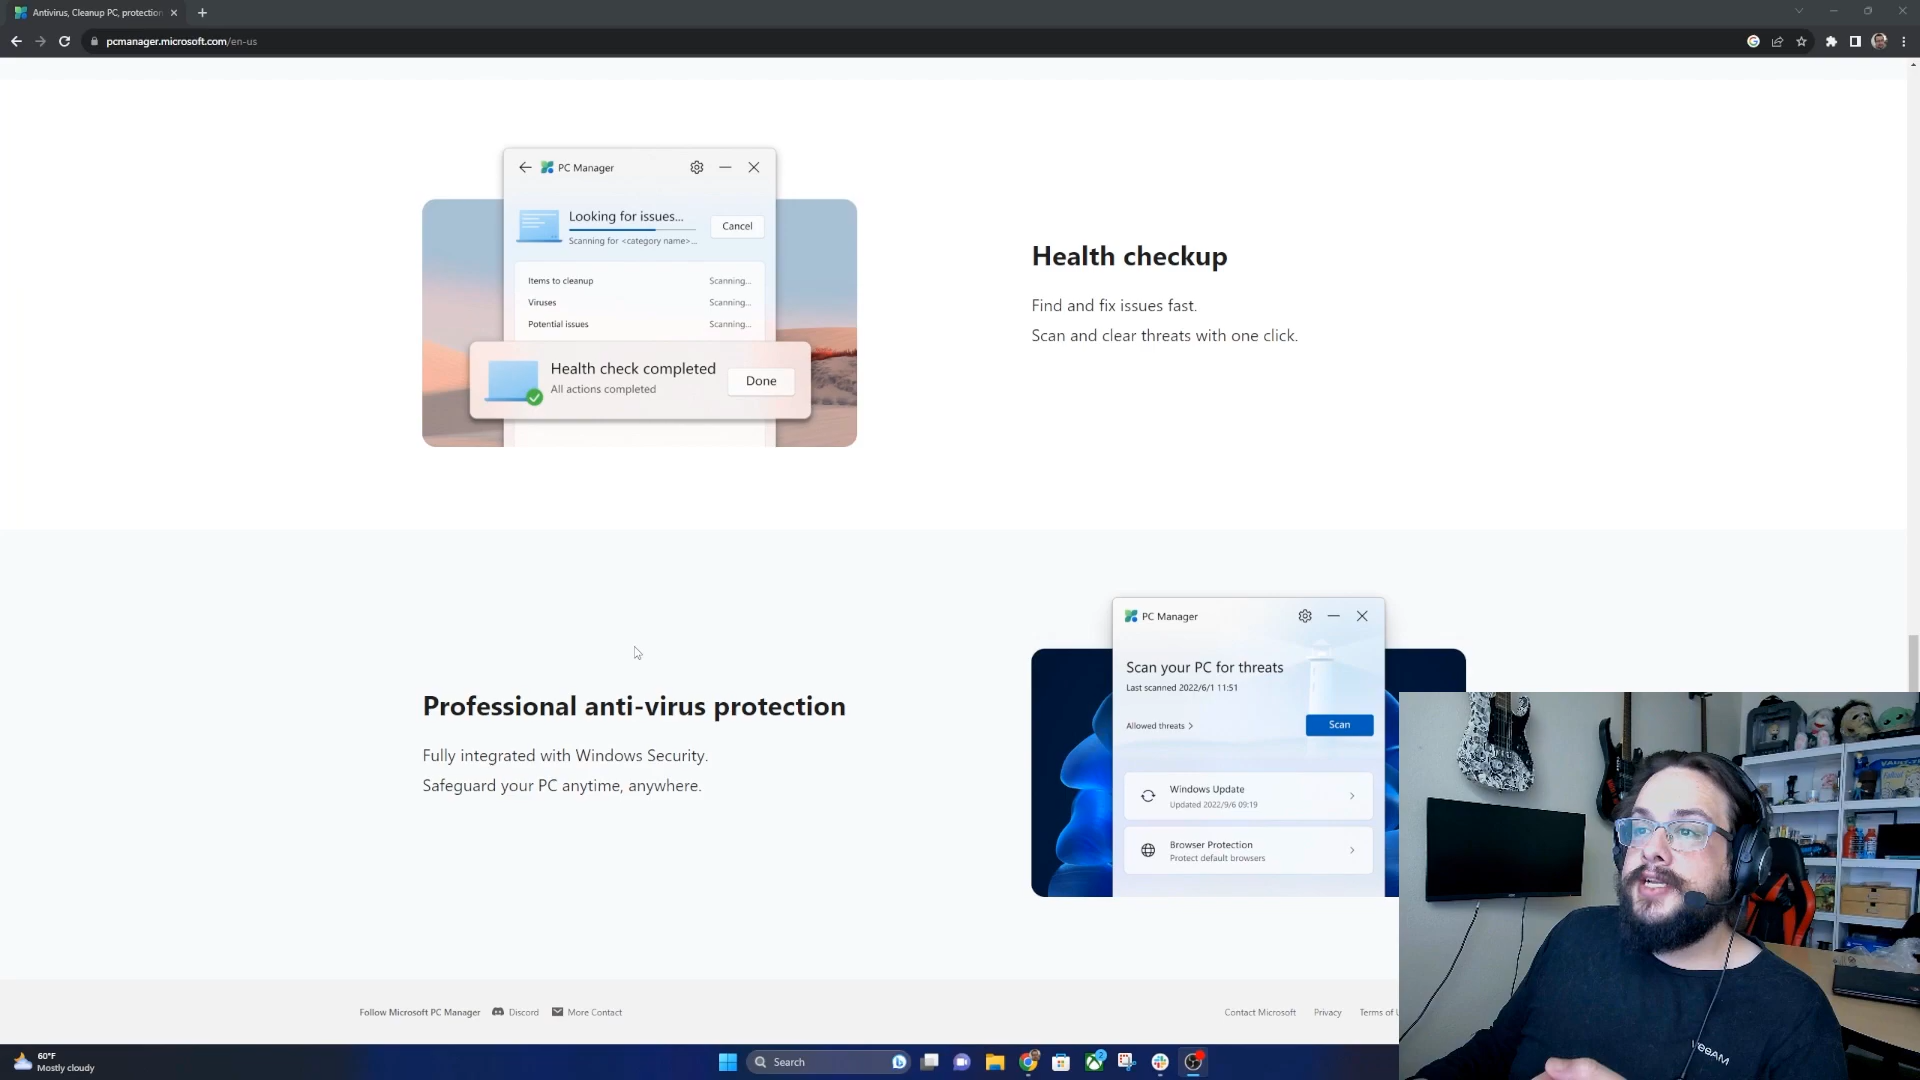 Antivirus, Cleanup PC, protection
pcmanager.microsoft.com/en-us
PC Manager
Looking for issues...
Cancel
Scanning for <category name>...
Items to cleanup Scanning...
Viruses Scanning...
Potential issues Scanning...
Health check completed
All actions completed
Done
Health checkup
Find and fix issues fast.
Scan and clear threats with one click.
Professional anti-virus protection
Fully integrated with Windows Security.
Safeguard your PC anytime, anywhere.
PC Manager
Scan your PC for threats
Last scanned 2022/6/1 11:51
Allowed threats
Scan
Windows Update
Updated 2022/9/6 09:19
Browser Protection
Protect default browsers
Follow Microsoft PC Manager Discord More Contact
Contact Microsoft Privacy Terms of
60°F
Mostly cloudy
Search
2
veeAM